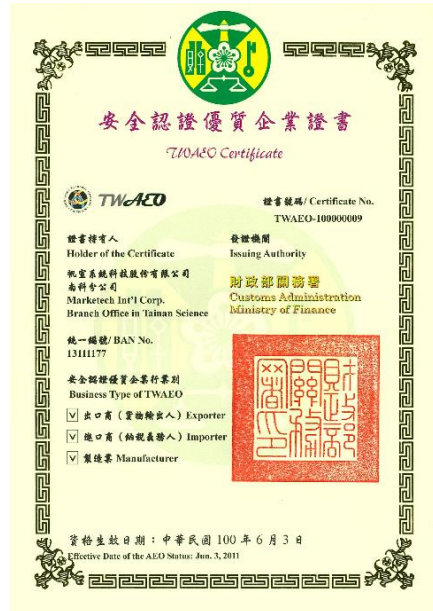 安全認證優質企業證書
TWAEO Certificate
TWAEO
證書號碼/ Certificate No.
TWAEO-100000009
證書持有人
Holder of the Certificate
帆宣系統科技股份有限公司
南科分公司
Marketech Int'l Corp.
Branch Office in Tainan Science
發證機關
Issuing Authority
財政部關務署
Customs Administration
Ministry of Finance
統一編號/ BAN No.
13111177
安全認證優質企業行業別
Business Type of TWAEO
V 出口商（貨物輸出人）Exporter
V 進口商（納稅義務人）Importer
V 製造業 Manufacturer
財政部關務署印
資格生效日期：中華民國 100 年 6 月 3 日
Effective Date of the AEO Status: Jun. 3, 2011